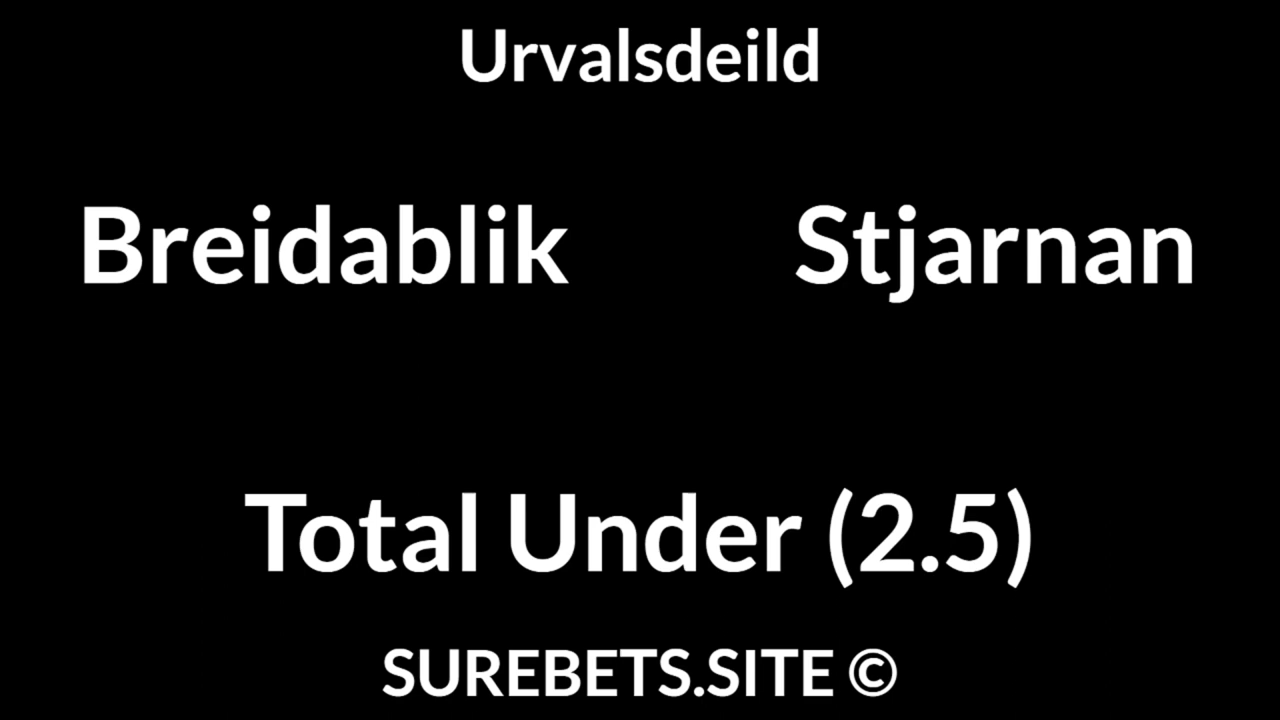 Urvalsdeild
Breidablik Stjarnan
Total Under (2.5)
SUREBETS.SITE ©